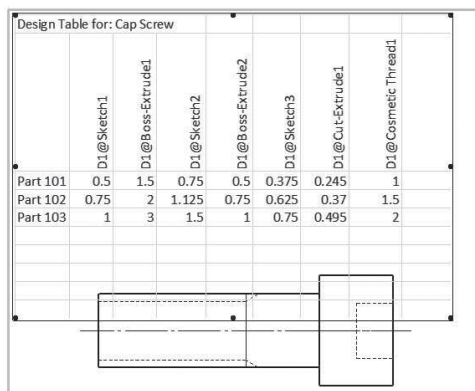 Design Table for: Cap Screw
D1@Sketch1
D1@Boss-Extrude1
D1@Sketch2
D1@Boss-Extrude2
D1@Sketch3
D1@Cut-Extrude1
D1@Cosmetic Thread1
Part 101 0.5 1.5 0.75 0.5 0.375 0.245 1
Part 102 0.75 2 1.125 0.75 0.625 0.37 1.5
Part 103 1 3 1.5 1 0.75 0.495 2